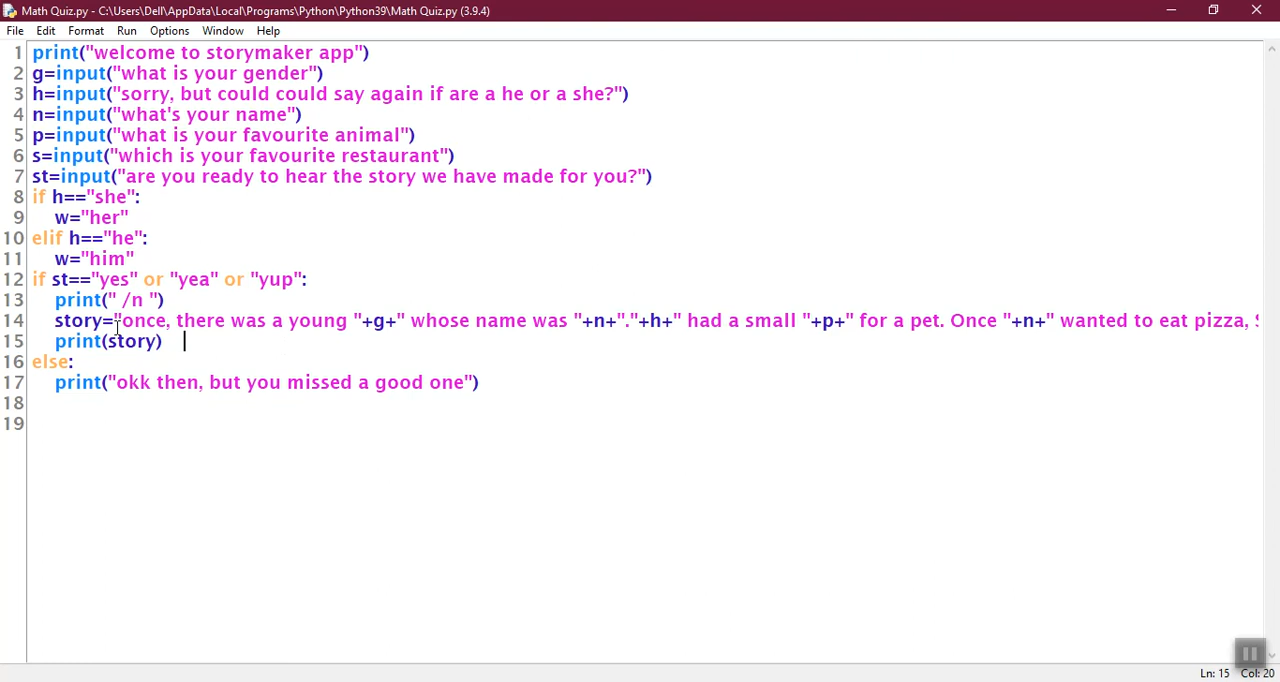 Math Quiz.py - C:\Users\Dell\AppData\Local\Programs\Python\Python39\Math Quiz.py (3.9.4)
File Edit Format Run Options Window Help
1 print("welcome to storymaker app")
2 g=input("what is your gender")
3 h=input("sorry, but could could say again if are a he or a she?")
4 n=input("what's your name")
5 p=input("what is your favourite animal")
6 s=input("which is your favourite restaurant")
7 st=input("are you ready to hear the story we have made for you?")
8 if h=="she":
9 w="her"
10 elif h=="he":
11 w="him"
12 if st=="yes" or "yea" or "yup":
13 print(" /n ")
14 story="once, there was a young "+g+" whose name was "+n+"."+h+" had a small "+p+" for a pet. Once "+n+" wanted to eat pizza,
15 print(story)
16 else:
17 print("okk then, but you missed a good one")
18
19
Ln: 15 Col: 20